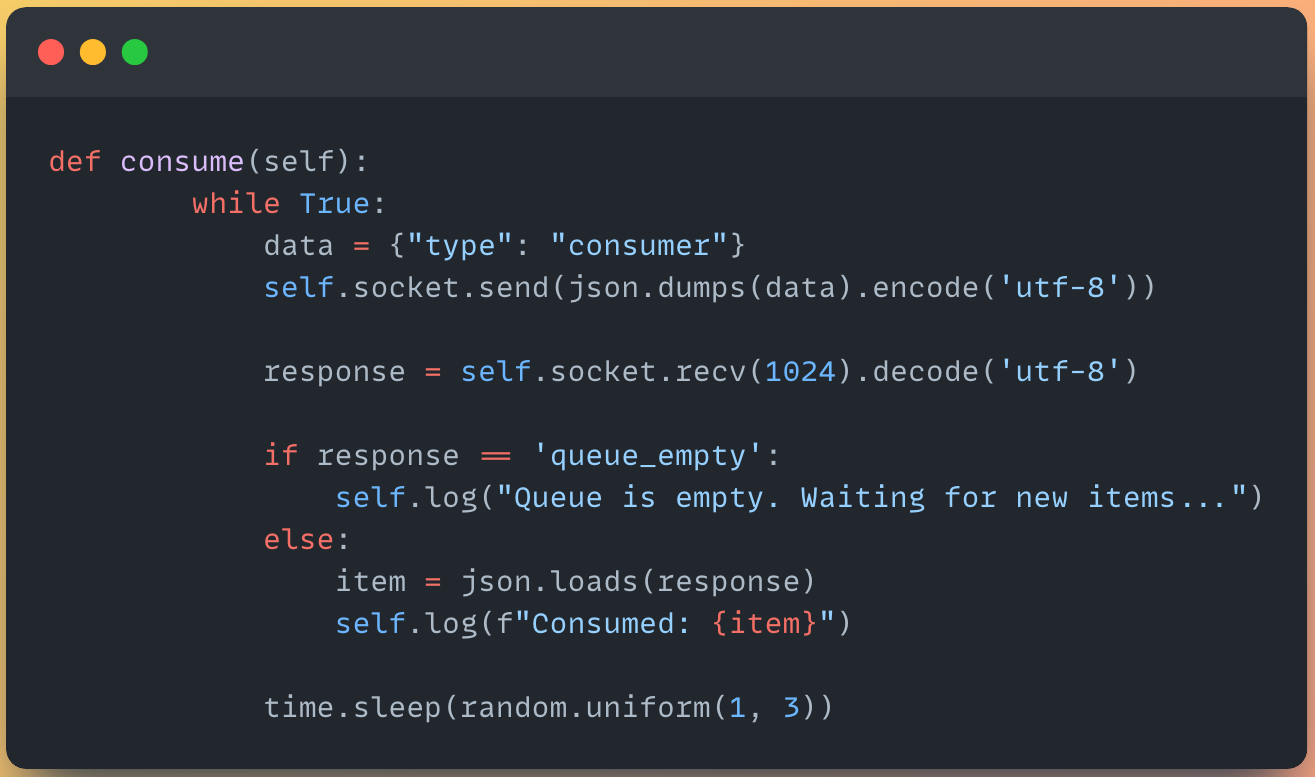 def consume(self):
        while True:
            data = {"type": "consumer"}
            self.socket.send(json.dumps(data).encode('utf-8'))

            response = self.socket.recv(1024).decode('utf-8')

            if response == 'queue_empty':
                self.log("Queue is empty. Waiting for new items...")
            else:
                item = json.loads(response)
                self.log(f"Consumed: {item}")

            time.sleep(random.uniform(1, 3))